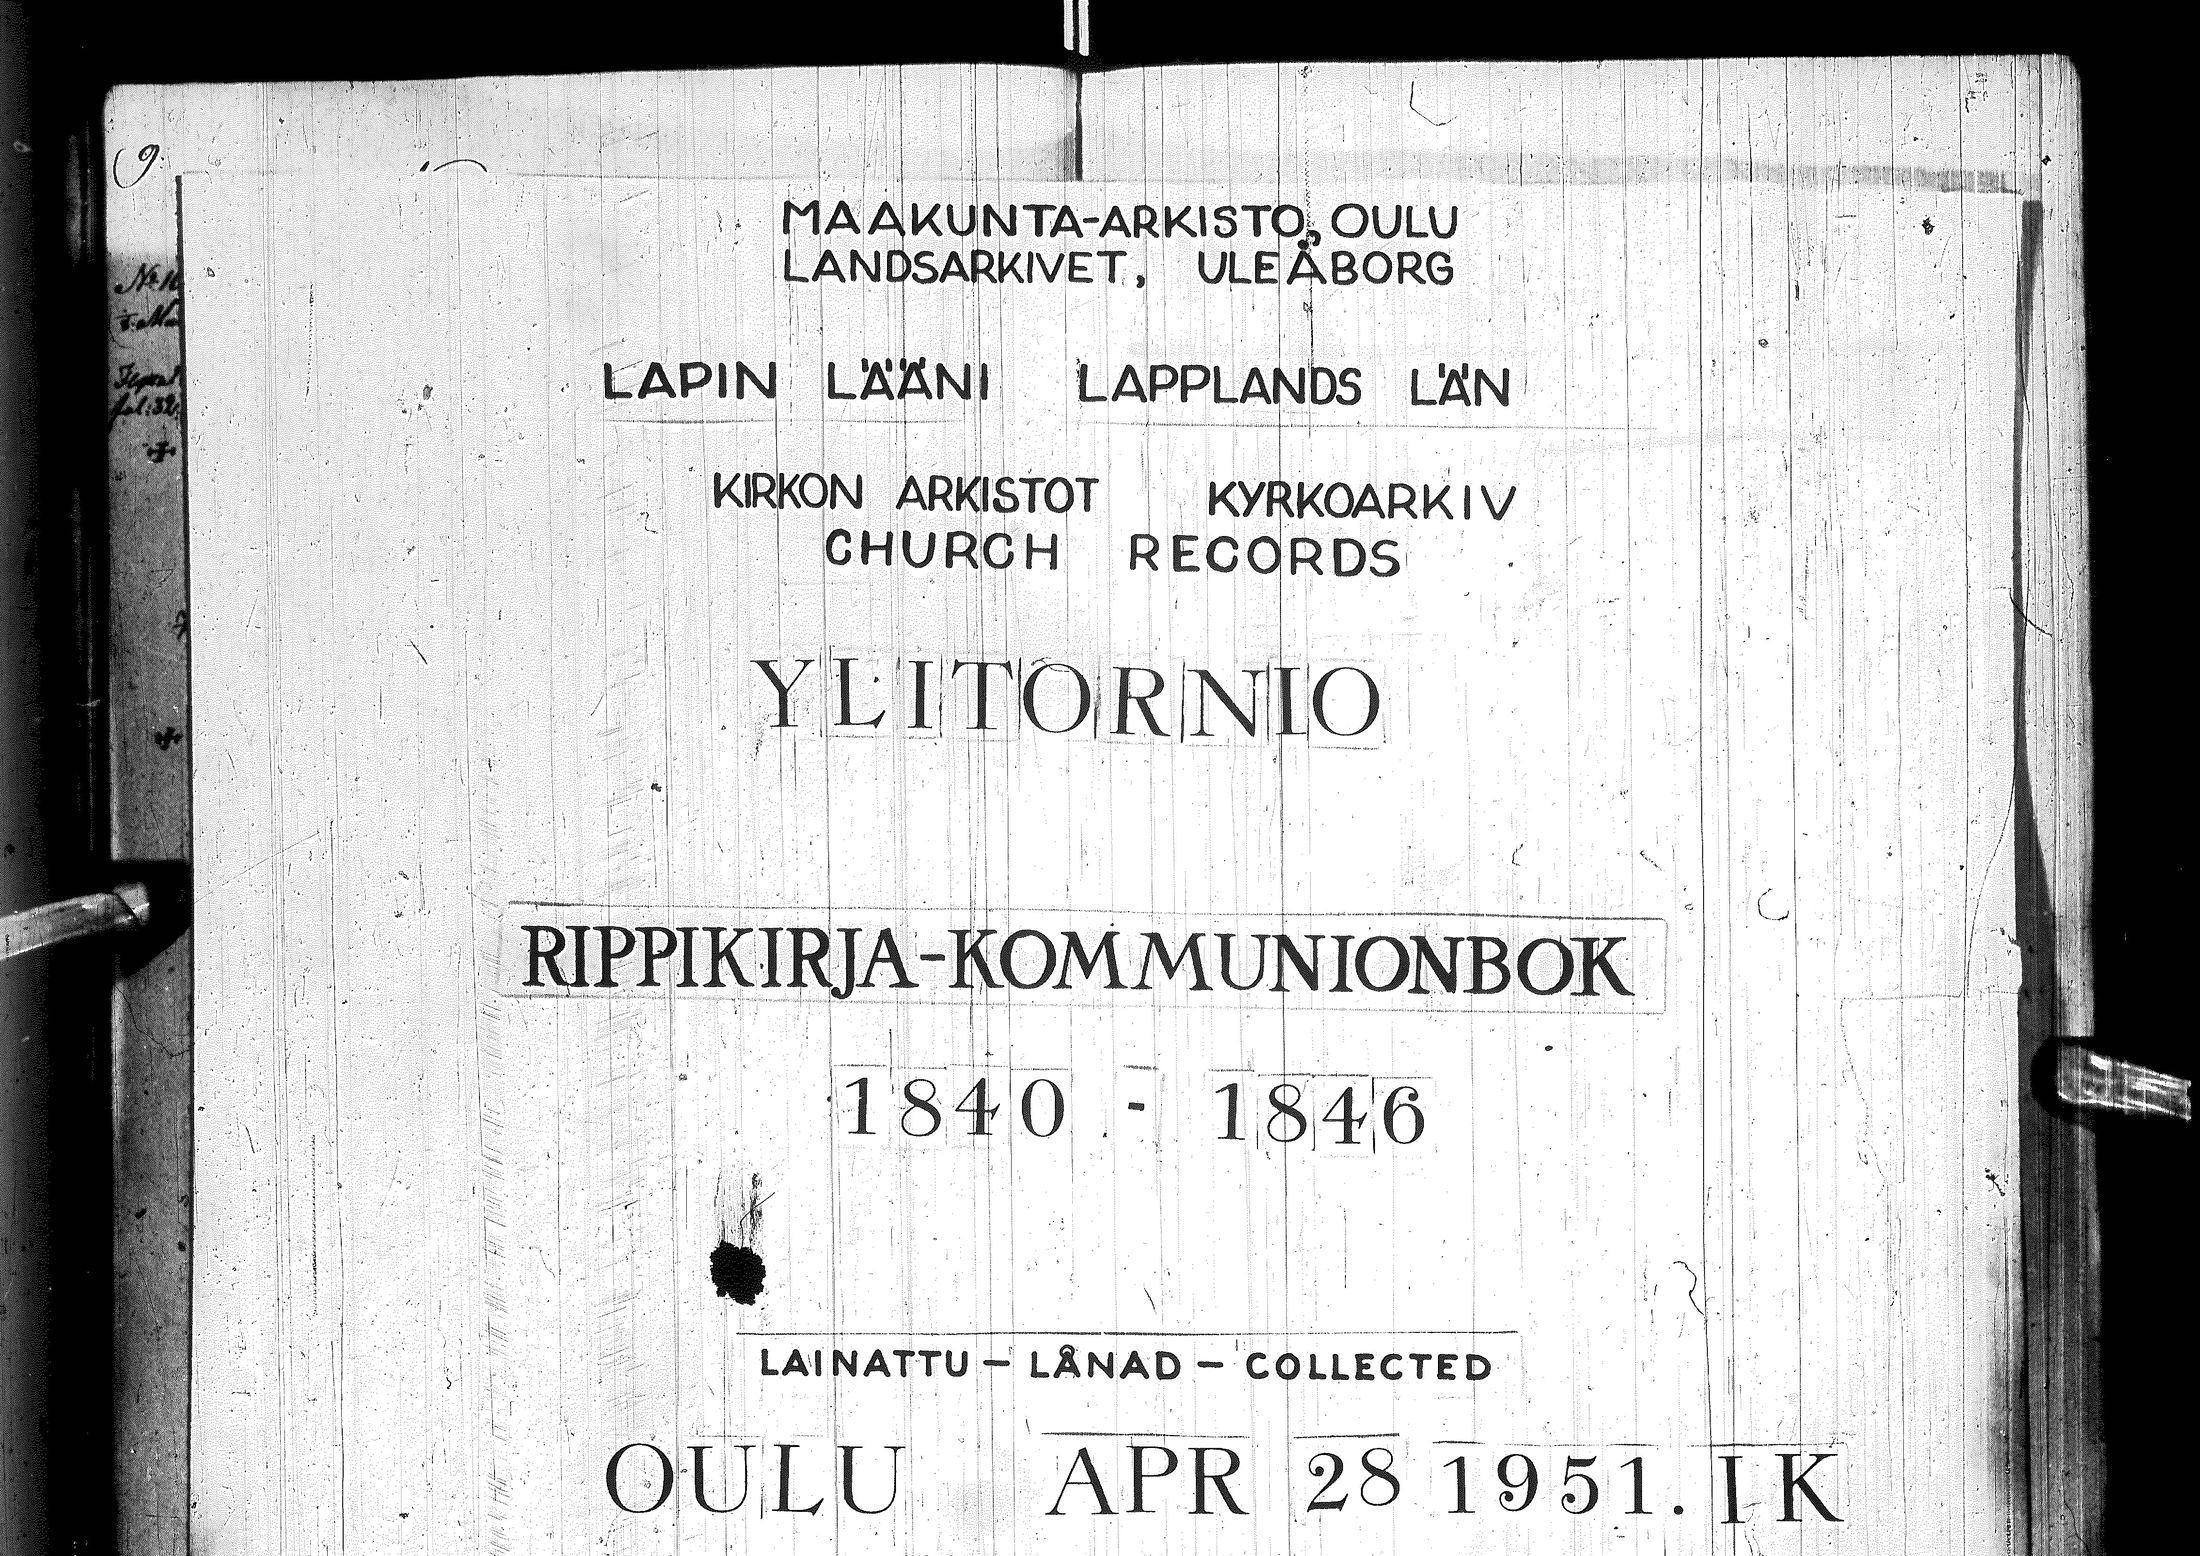 9.
MAAKUNTA-ARKISTO, OULU
LANDSARKIVET, ULEÅBORG
LAPIN LÄÄNI LAPPLANDS LÄN
KIRKON ARKISTOT KYRKOARKIV
CHURCH RECORDS
YLITORNIO
RIPPIKIRJA-KOMMUNIONBOK
1840 - 1846
LAINATTU - LÅNAD - COLLECTED
OULU APR 28 1951. IK